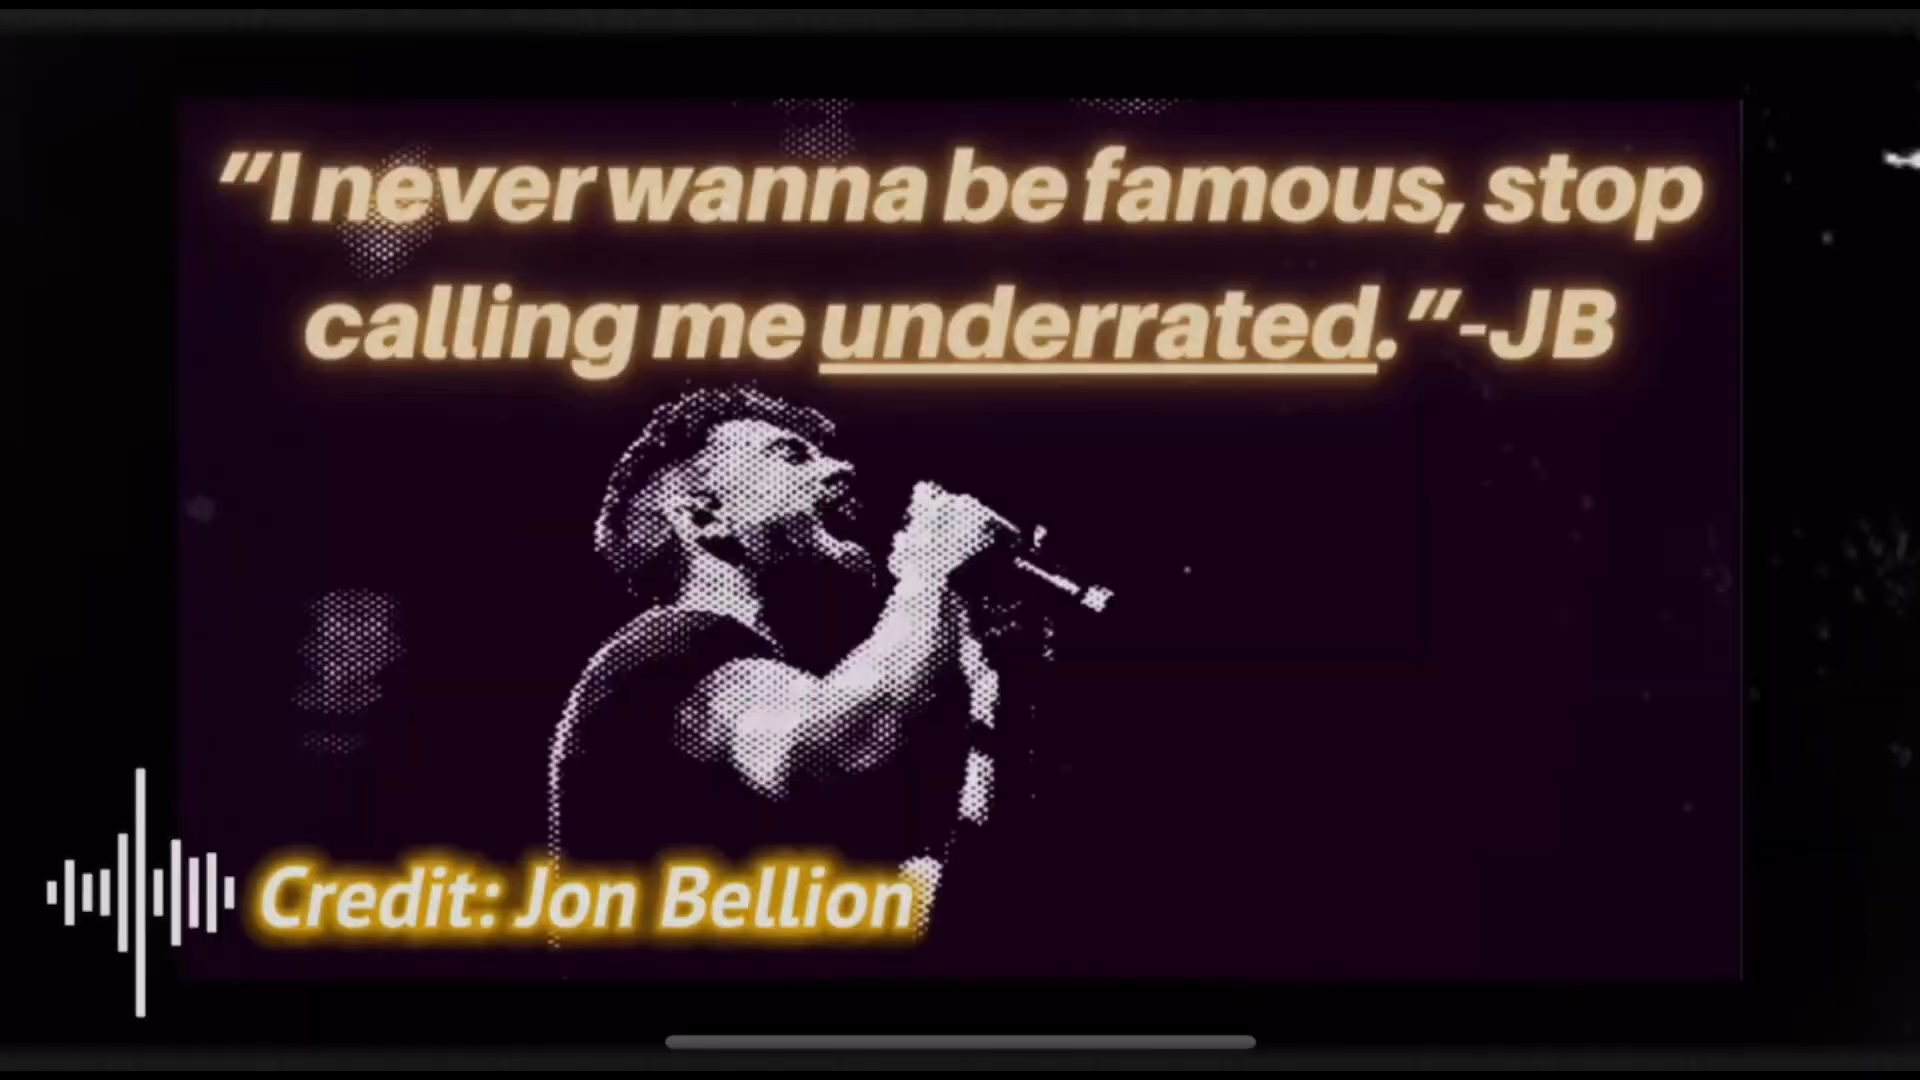 "I never wanna be famous, stop
calling me underrated."-JB
Credit: Jon Bellion